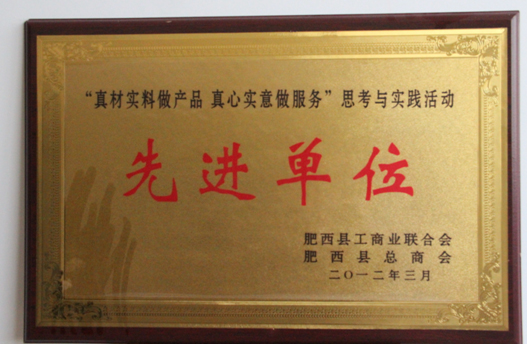 “真材实料做产品 真心实意做服务”思考与实践活动
先进单位
肥西县工商业联合会
肥西县总商会
二〇一二年三月